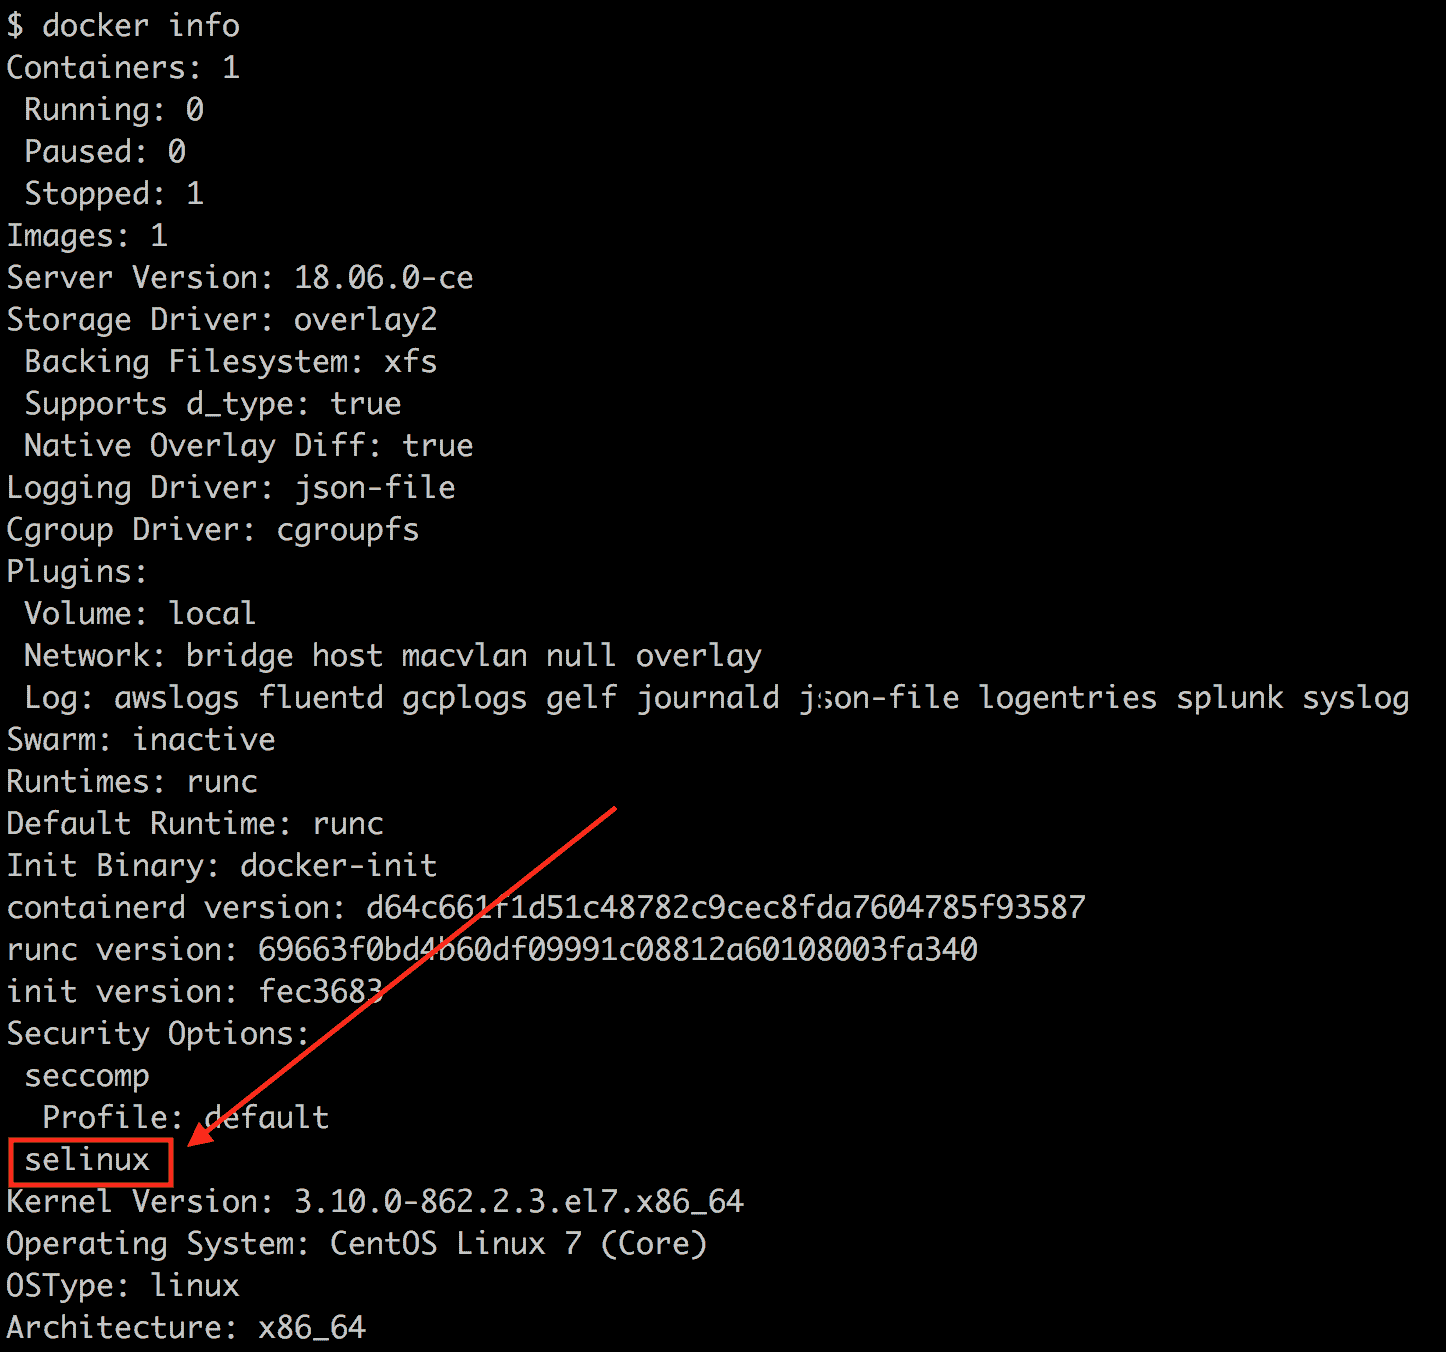 $ docker info
Containers: 1
 Running: 0
 Paused: 0
 Stopped: 1
Images: 1
Server Version: 18.06.0-ce
Storage Driver: overlay2
 Backing Filesystem: xfs
 Supports d_type: true
 Native Overlay Diff: true
Logging Driver: json-file
Cgroup Driver: cgroupfs
Plugins:
 Volume: local
 Network: bridge host macvlan null overlay
 Log: awslogs fluentd gcplogs gelf journald json-file logentries splunk syslog
Swarm: inactive
Runtimes: runc
Default Runtime: runc
Init Binary: docker-init
containerd version: d64c661f1d51c48782c9cec8fda7604785f93587
runc version: 69663f0bd4b60df09991c08812a60108003fa340
init version: fec3683
Security Options:
 seccomp
  Profile: default
 selinux
Kernel Version: 3.10.0-862.2.3.el7.x86_64
Operating System: CentOS Linux 7 (Core)
OSType: linux
Architecture: x86_64